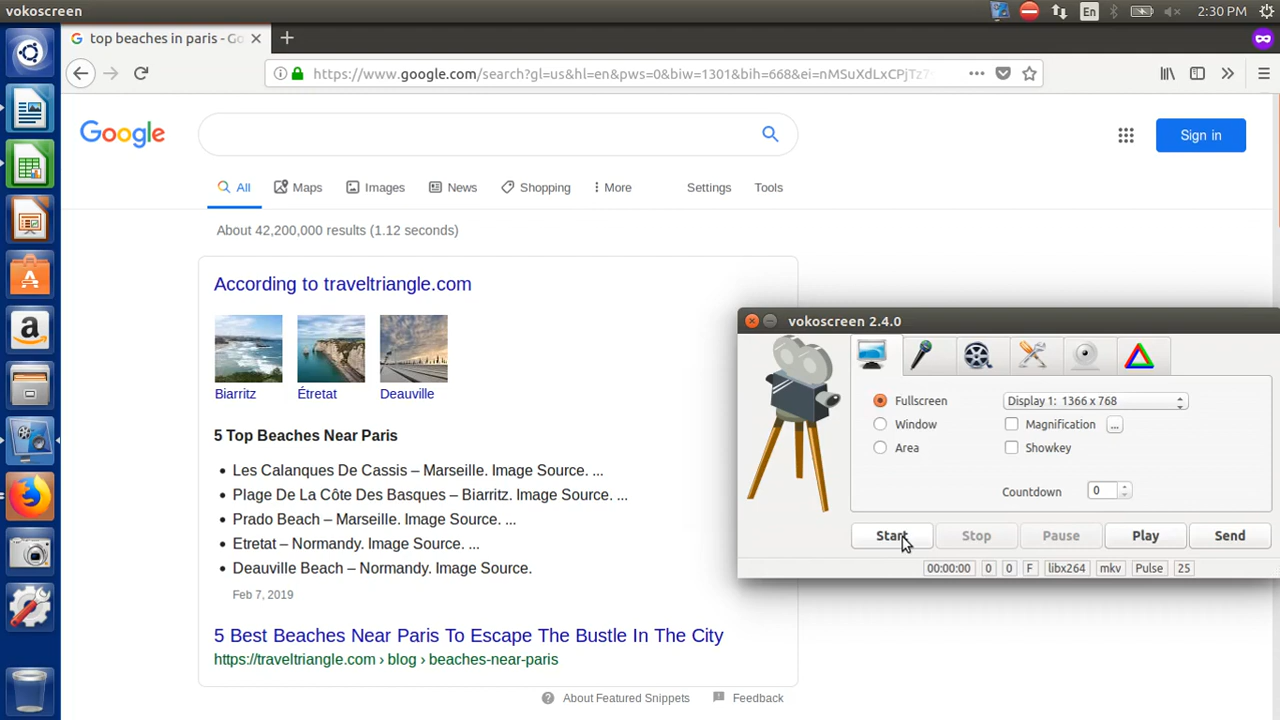 vokoscreen
En
2:30 PM
top beaches in paris - Go
https://www.google.com/search?gl=us&hl=en&pws=0&biw=1301&bih=668&ei=nMSuXdLxCPjTz7
Google
Sign in
All
Maps
Images
News
Shopping
More
Settings
Tools
About 42,200,000 results (1.12 seconds)
According to traveltriangle.com
Biarritz
Étretat
Deauville
5 Top Beaches Near Paris
Les Calanques De Cassis – Marseille. Image Source. ...
Plage De La Côte Des Basques – Biarritz. Image Source. ...
Prado Beach – Marseille. Image Source. ...
Etretat – Normandy. Image Source. ...
Deauville Beach – Normandy. Image Source.
Feb 7, 2019
5 Best Beaches Near Paris To Escape The Bustle In The City
https://traveltriangle.com › blog › beaches-near-paris
About Featured Snippets
Feedback
vokoscreen 2.4.0
Fullscreen
Display 1: 1366 x 768
Window
Magnification
...
Area
Showkey
Countdown
0
Start
Stop
Pause
Play
Send
00:00:00
0
0
F
libx264
mkv
Pulse
25